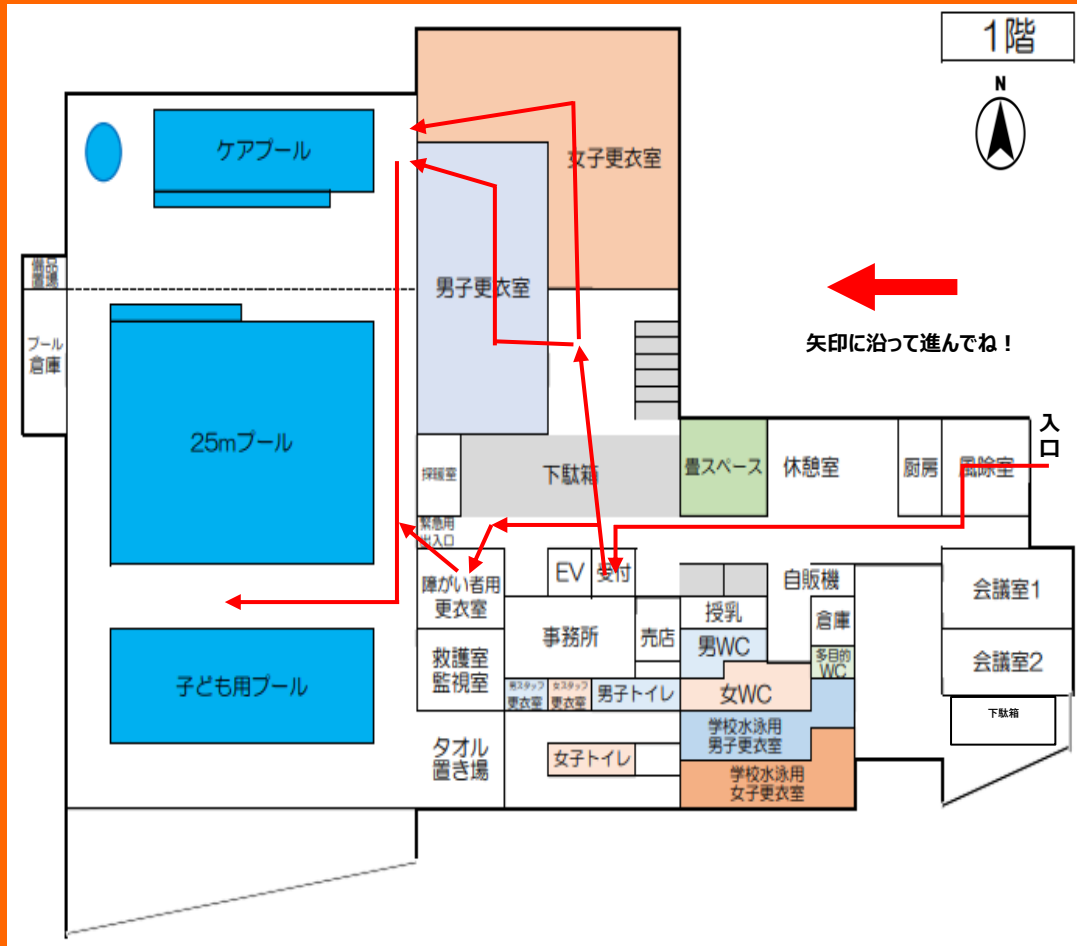 1階
N
ケアプール
女子更衣室
備品
置場
男子更衣室
プール
倉庫
矢印に沿って進んでね！
25mプール
採暖室
下駄箱
畳スペース
休憩室
厨房
風除室
入
口
緊急用
出入口
障がい者用
更衣室
EV
受付
自販機
会議室1
事務所
売店
授乳
倉庫
男WC
多目的
WC
会議室2
救護室
監視室
子ども用プール
男スタッフ
更衣室
女スタッフ
更衣室
男子トイレ
女WC
下駄箱
学校水泳用
男子更衣室
タオル
置き場
女子トイレ
学校水泳用
女子更衣室